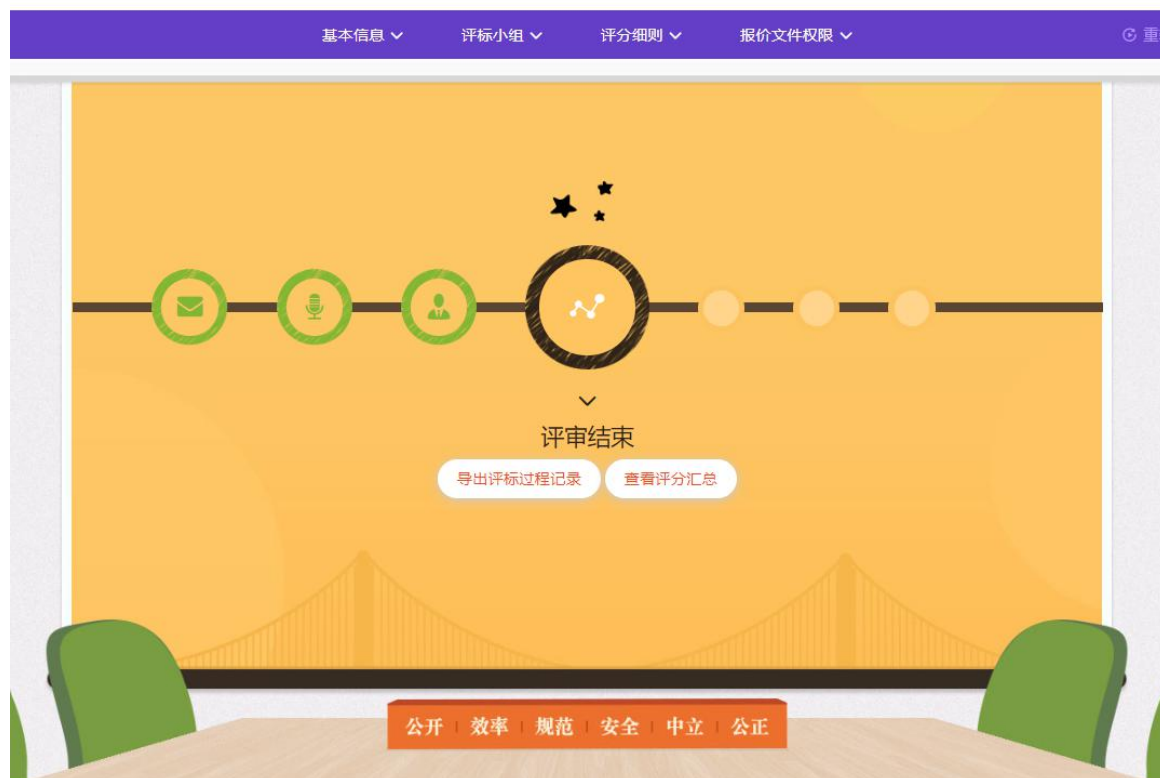 基本信息 评标小组 评分细则 报价文件权限 重
评审结束
导出评标过程记录 查看评分汇总
公开 效率 规范 安全 中立 公正